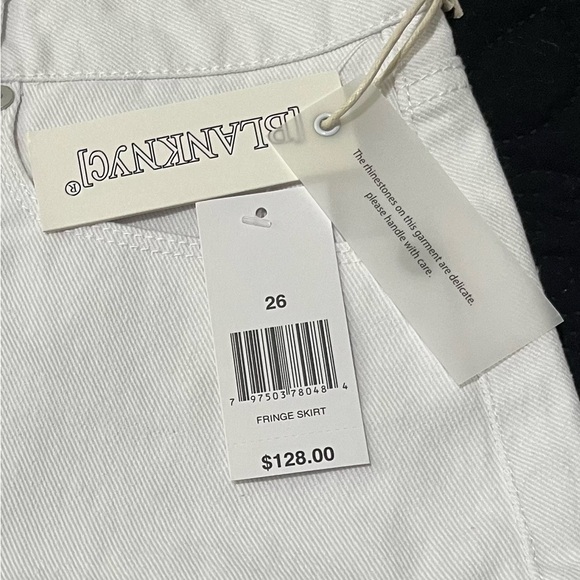 [BLANKNYC]®
The rhinestones on this garment are delicate.
please handle with care.
26
7 97503 78048 4
FRINGE SKIRT
$128.00